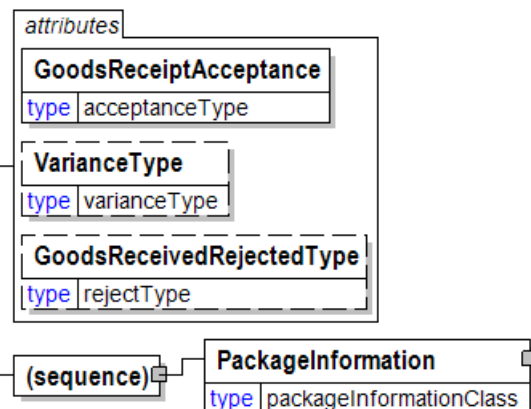 attributes
GoodsReceiptAcceptance
type acceptanceType
VarianceType
type varianceType
GoodsReceivedRejectedType
type rejectType
(sequence)
PackageInformation
type packageInformationClass